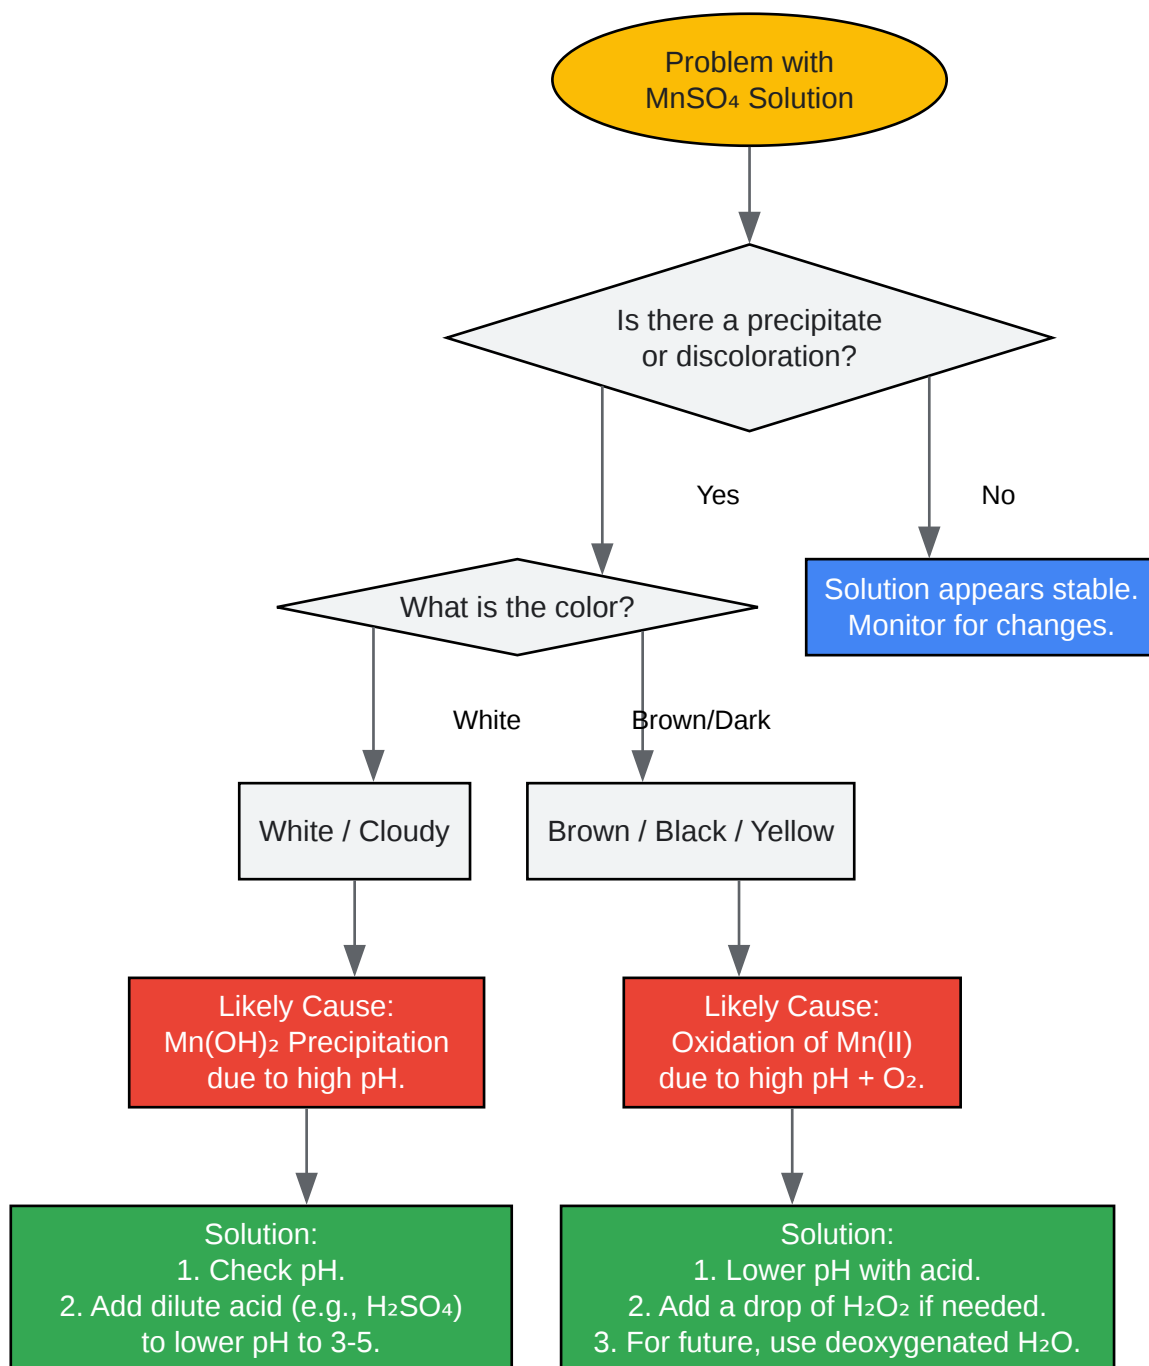 Problem with
MnSO₄ Solution
Is there a precipitate
or discoloration?
Yes
No
What is the color?
Solution appears stable.
Monitor for changes.
White
Brown/Dark
White / Cloudy
Brown / Black / Yellow
Likely Cause:
Mn(OH)₂ Precipitation
due to high pH.
Likely Cause:
Oxidation of Mn(II)
due to high pH + O₂.
Solution:
1. Check pH.
2. Add dilute acid (e.g., H₂SO₄)
to lower pH to 3-5.
Solution:
1. Lower pH with acid.
2. Add a drop of H₂O₂ if needed.
3. For future, use deoxygenated H₂O.